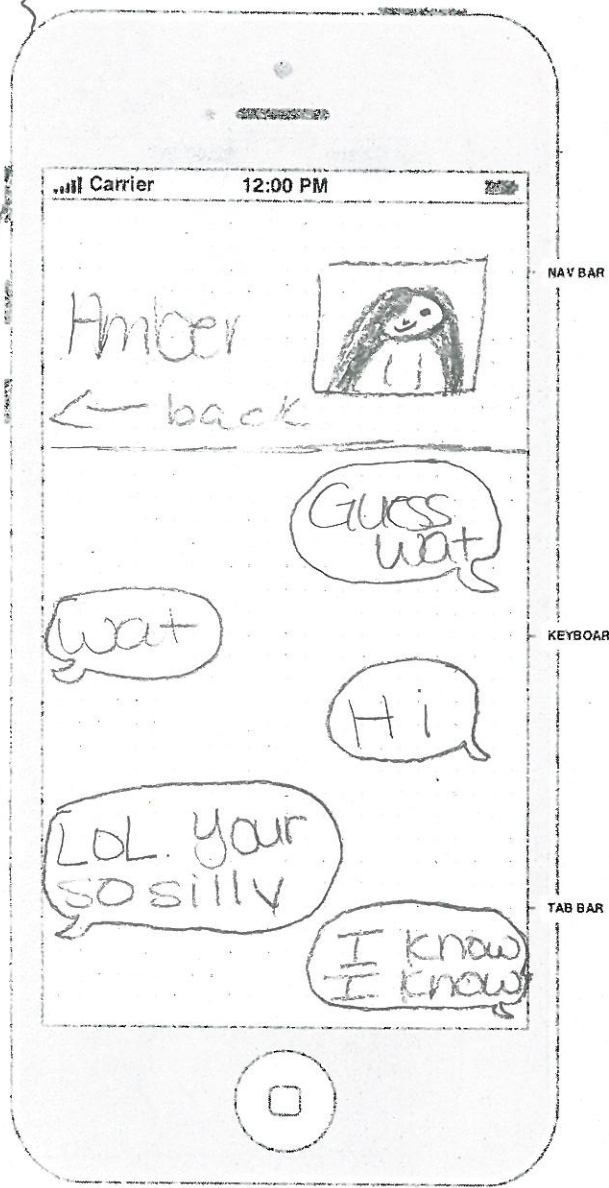 Carrier 12:00 PM
NAV BAR
Amber
← back
Guess
wat
wat
KEYBOAR
Hi
LOL. your
so silly
TAB BAR
I know
I know